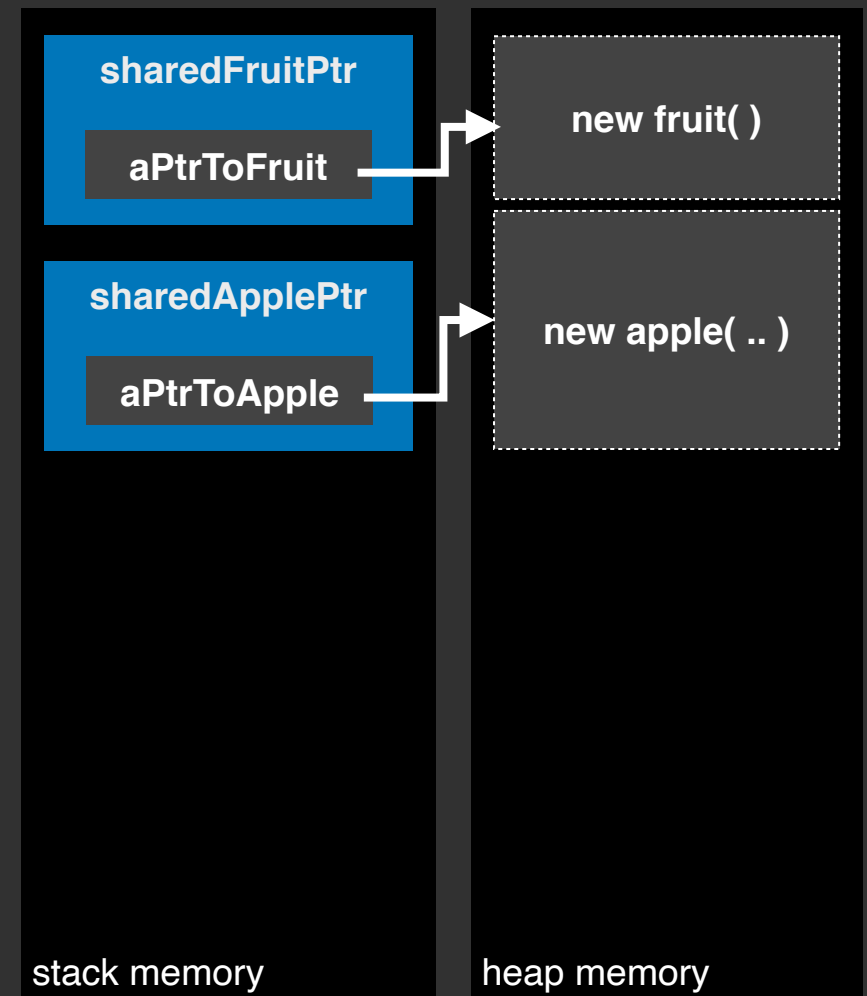 sharedFruitPtr
aPtrToFruit
new fruit( )
sharedApplePtr
aPtrToApple
new apple( .. )
stack memory
heap memory